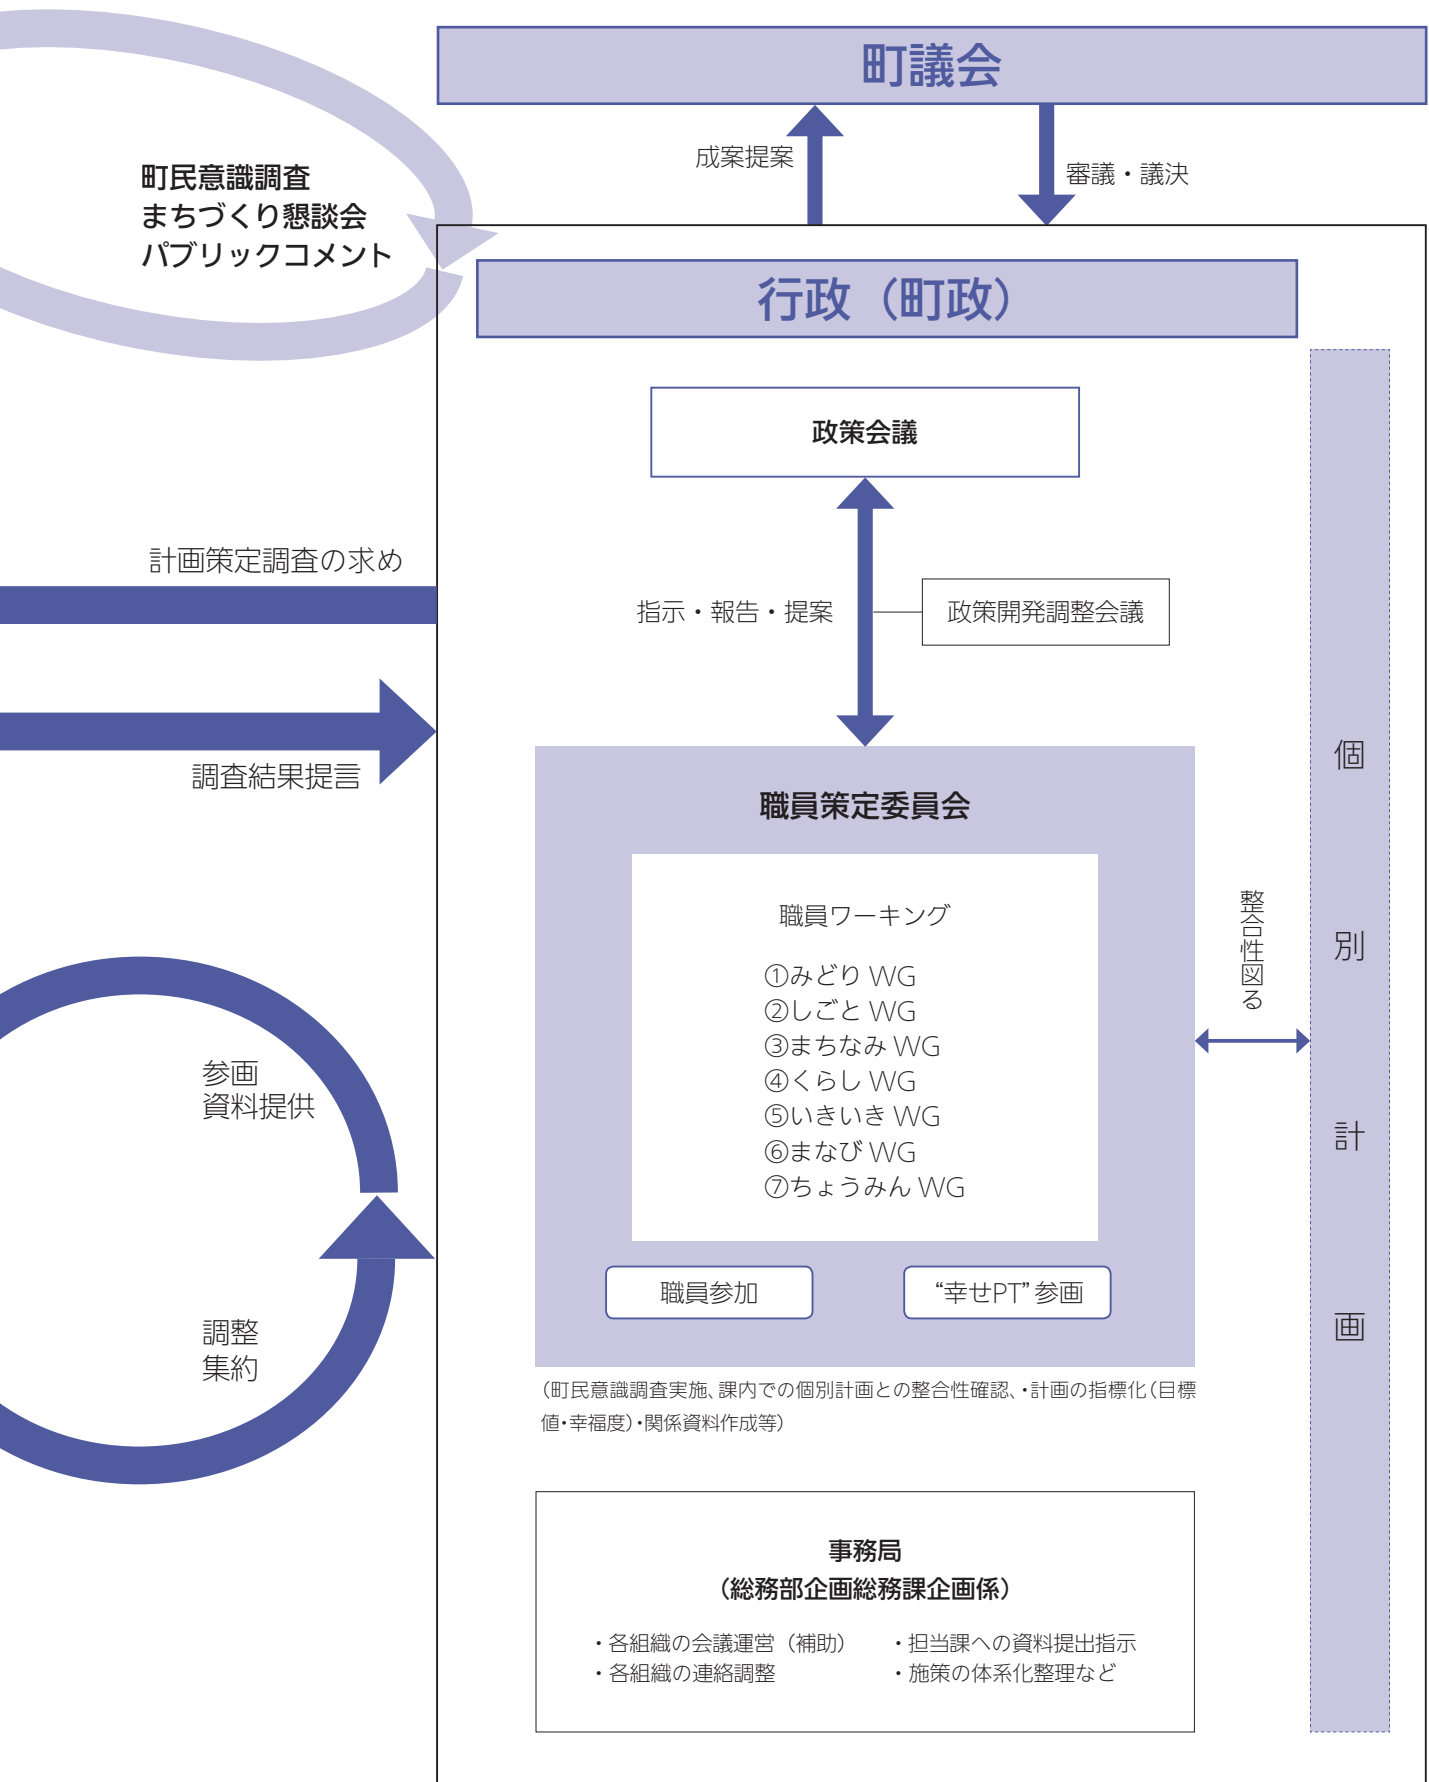 町議会
成案提案
審議・議決
町民意識調査
まちづくり懇談会
パブリックコメント
行政（町政）
政策会議
計画策定調査の求め
指示・報告・提案
政策開発調整会議
調査結果提言
職員策定委員会
職員ワーキング
①みどり WG
②しごと WG
③まちなみ WG
④くらし WG
⑤いきいき WG
⑥まなび WG
⑦ちょうみん WG
職員参加
“幸せPT” 参画
整合性図る
個別計画
参画
資料提供
調整
集約
（町民意識調査実施、課内での個別計画との整合性確認、・計画の指標化（目標
値・幸福度）・関係資料作成等）
事務局
（総務部企画総務課企画係）
・各組織の会議運営（補助）
・各組織の連絡調整
・担当課への資料提出指示
・施策の体系化整理など